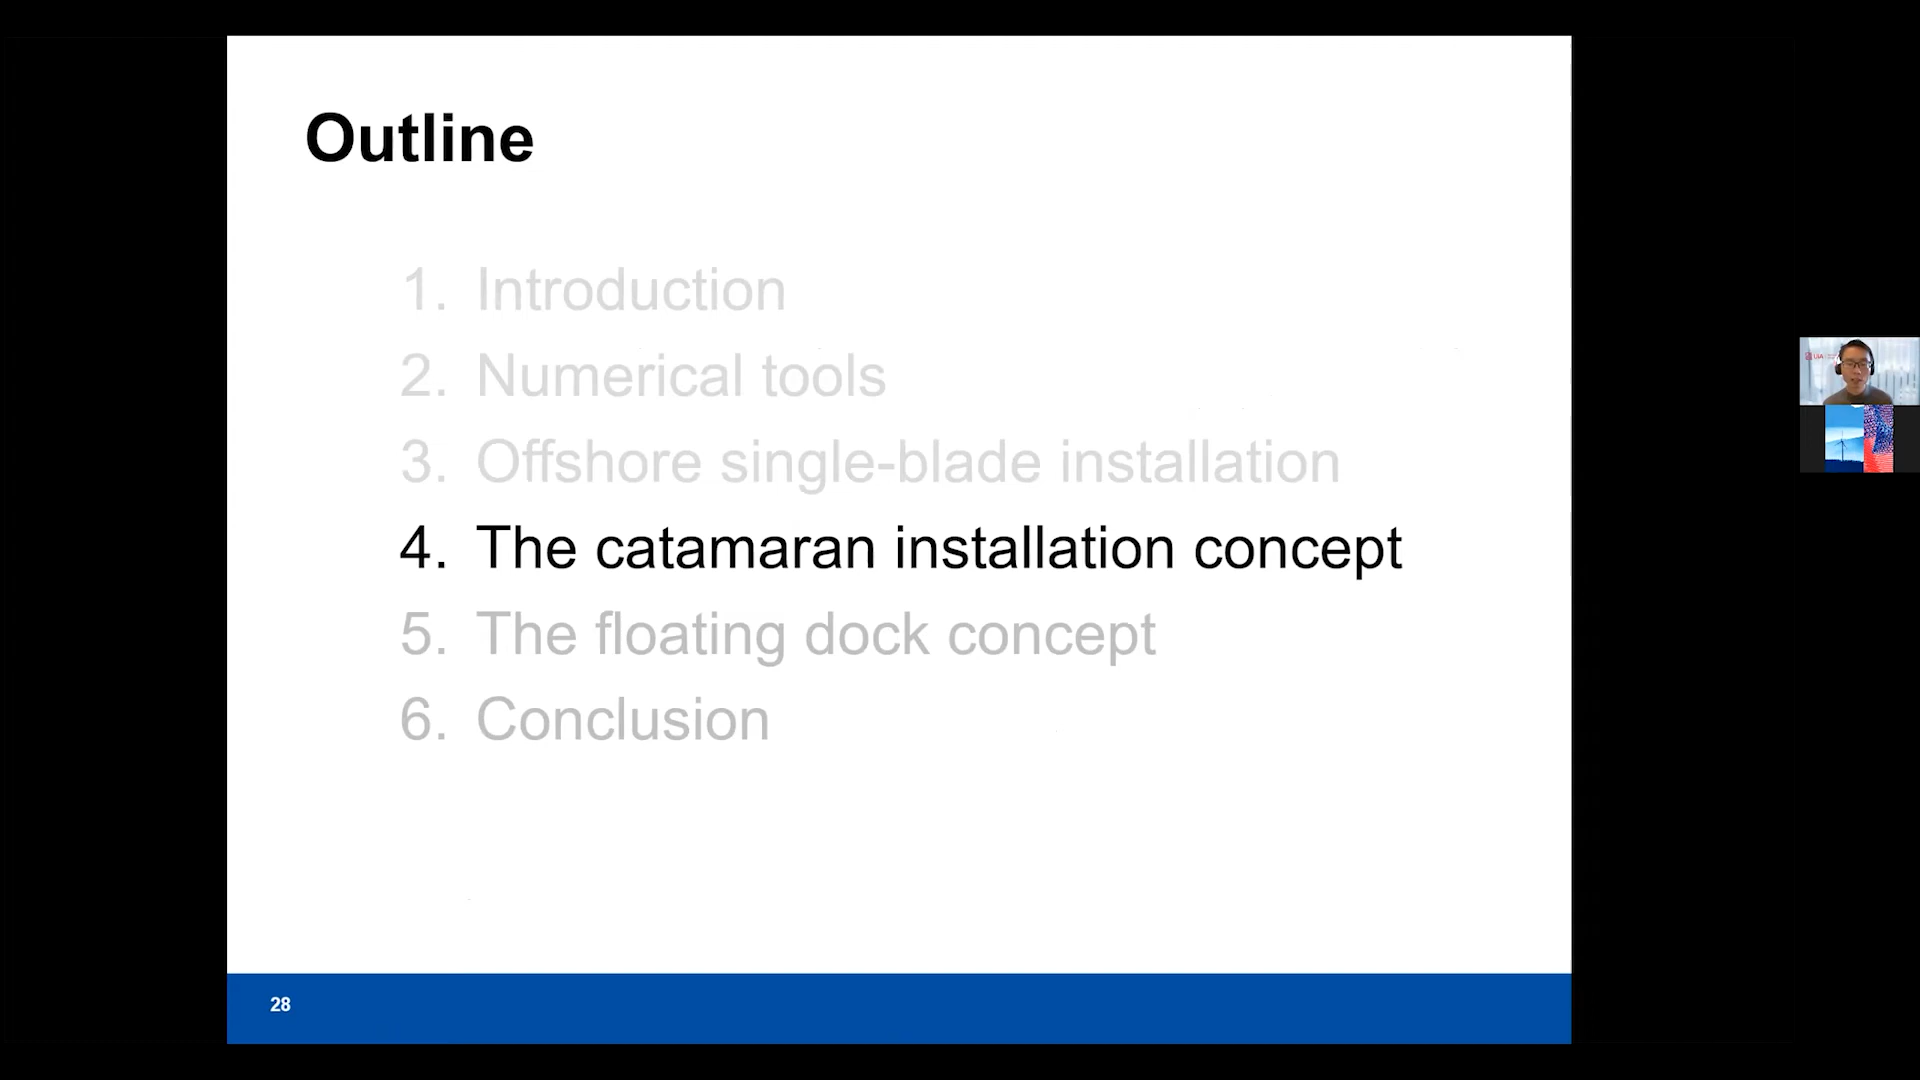 Outline
1. Introduction
2. Numerical tools
3. Offshore single-blade installation
4. The catamaran installation concept
5. The floating dock concept
6. Conclusion
28
UiA